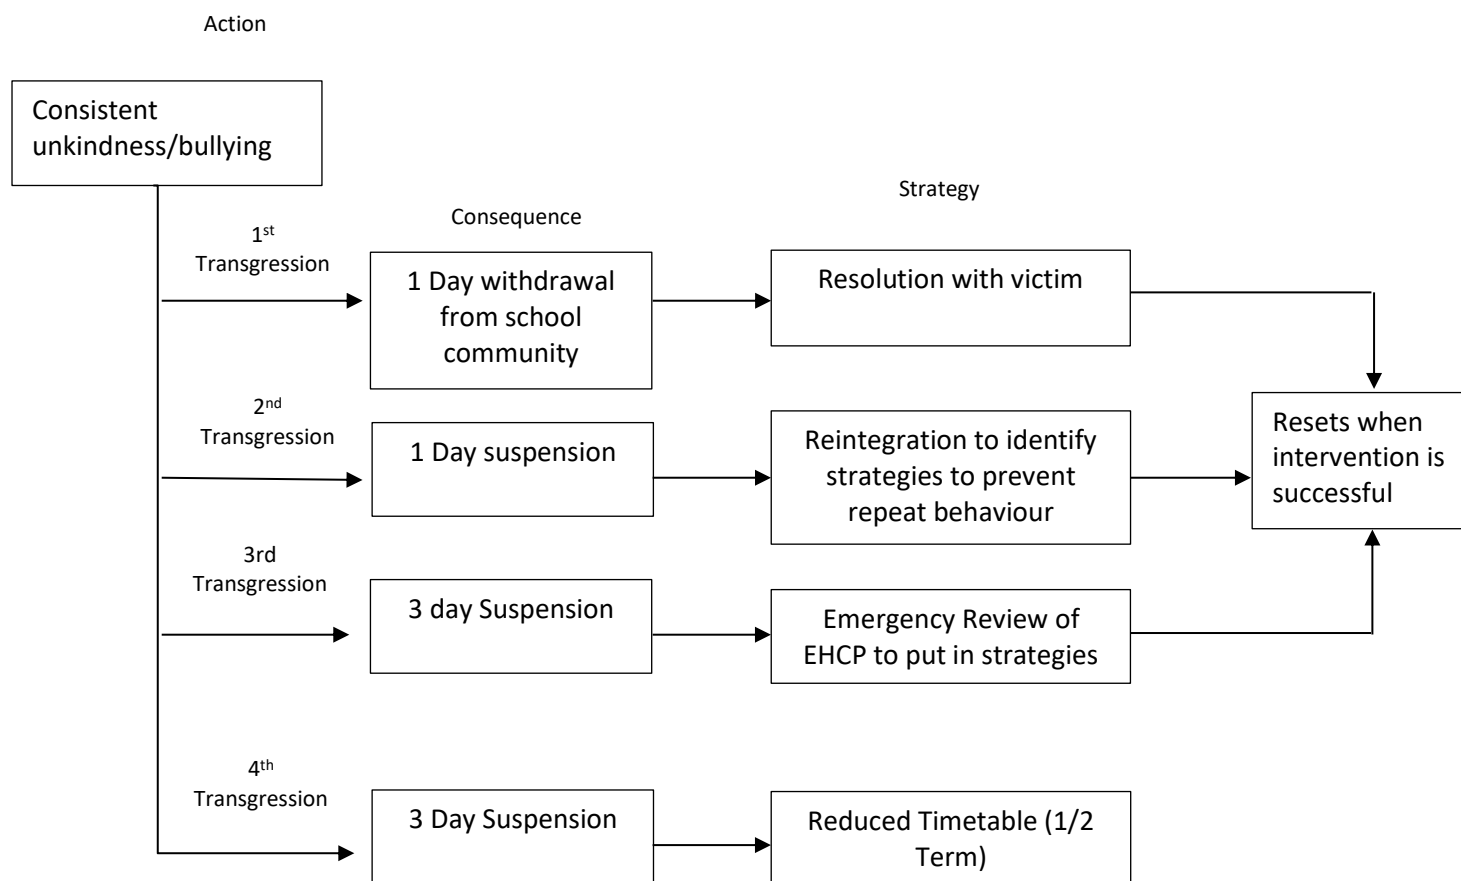 Action
Consistent
unkindness/bullying
Strategy
Consequence
1st
Transgression
1 Day withdrawal
from school
community
Resolution with victim
2nd
Transgression
1 Day suspension
Reintegration to identify
strategies to prevent
repeat behaviour
Resets when
intervention is
successful
3rd
Transgression
3 day Suspension
Emergency Review of
EHCP to put in strategies
4th
Transgression
3 Day Suspension
Reduced Timetable (1/2
Term)